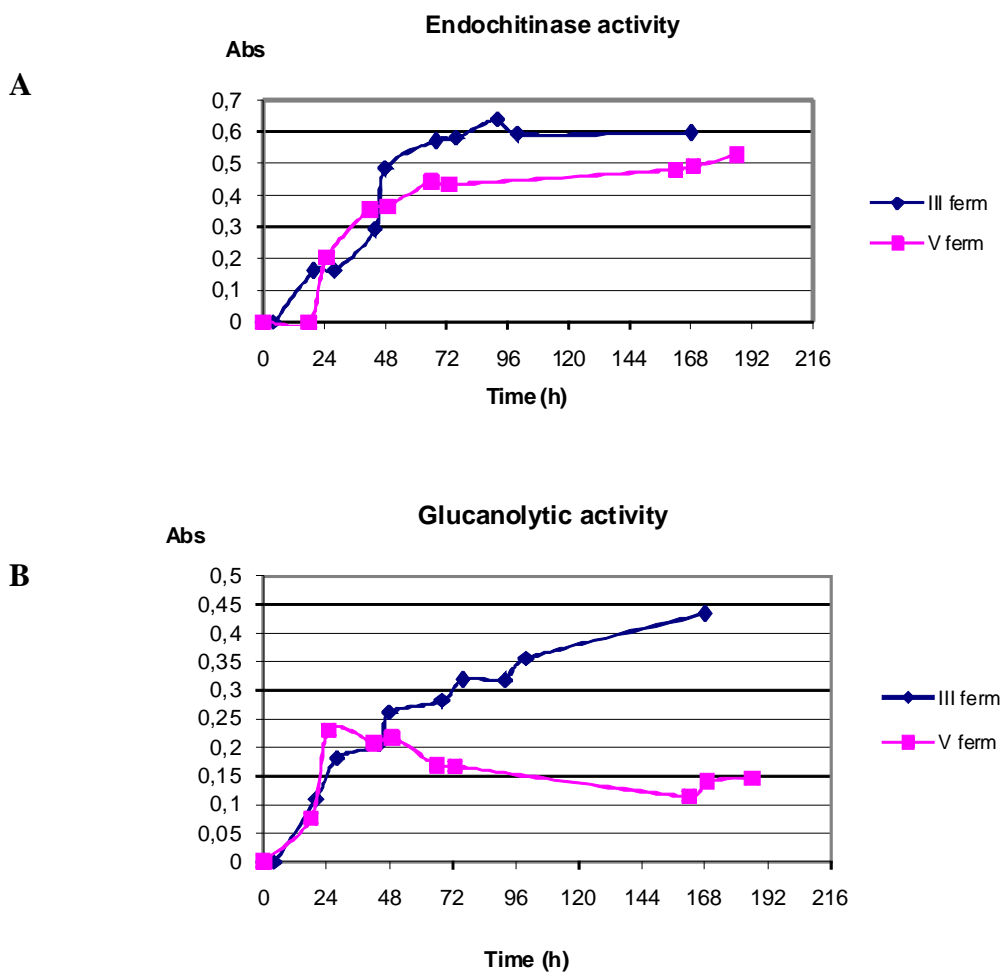 Endochitinase activity
Abs
A
0,7
0,6
0,5
0,4
0,3
0,2
0,1
0
0 24 48 72 96 120 144 168 192 216
Time (h)
III ferm
V ferm
Glucanolytic activity
Abs
B
0,5
0,45
0,4
0,35
0,3
0,25
0,2
0,15
0,1
0,05
0
0 24 48 72 96 120 144 168 192 216
Time (h)
III ferm
V ferm